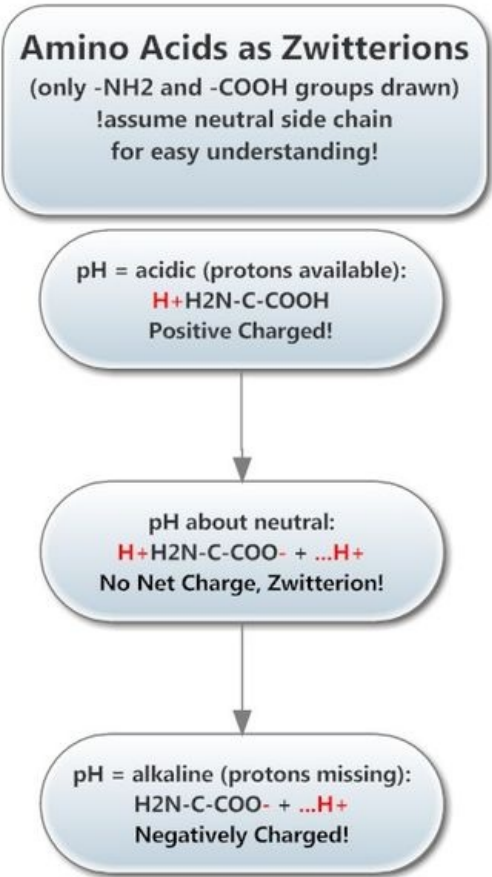 Amino Acids as Zwitterions
(only -NH2 and -COOH groups drawn)
!assume neutral side chain
for easy understanding!
pH = acidic (protons available):
H+H2N-C-COOH
Positive Charged!
pH about neutral:
H+H2N-C-COO- + ...H+
No Net Charge, Zwitterion!
pH = alkaline (protons missing):
H2N-C-COO- + ...H+
Negatively Charged!